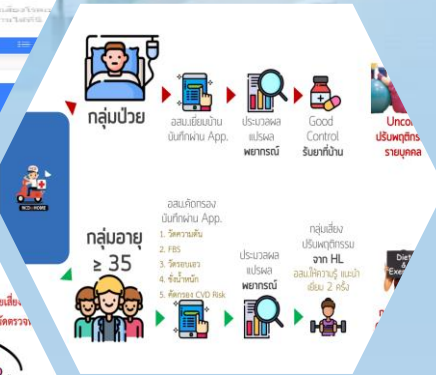 กลุ่มป่วย
อสม.เยี่ยมบ้าน
บันทึกผ่าน App.
ประมวลผล
แปรผล
พยากรณ์
Good
Control
รับยาที่บ้าน
ปรับพฤติกร
รายบุคคล
กลุ่มอายุ
≥ 35
อสม.คัดกรอง
บันทึกผ่าน App.
1. วัดความดัน
2. FBS
3. วัดรอบเอว
4. ชั่งน้ำหนัก
5. คัดกรอง CVD Risk
ประมวลผล
แปรผล
พยากรณ์
กลุ่มเสี่ยง
ปรับพฤติกรรม
จาก HL
อสม.ให้ความรู้ แนะนำ
เยี่ยม 2 ครั้ง
Diet
&